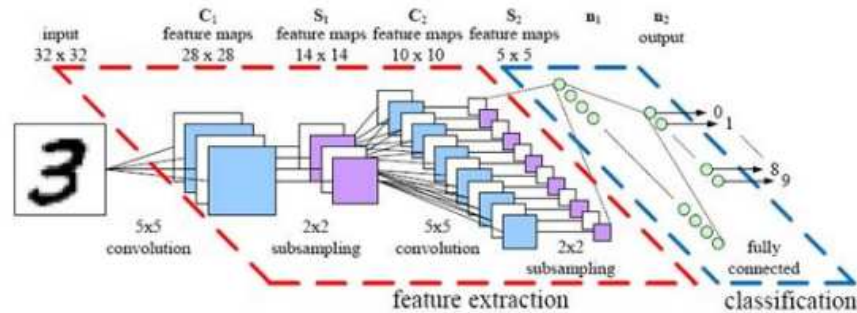 input
32 x 32
C₁
feature maps
28 x 28
S₁
feature maps
14 x 14
C₂
feature maps
10 x 10
S₂
feature maps
5 x 5
n₁
n₂
output
3
0
1
8
9
5x5
convolution
2x2
subsampling
5x5
convolution
2x2
subsampling
fully
connected
feature extraction
classification